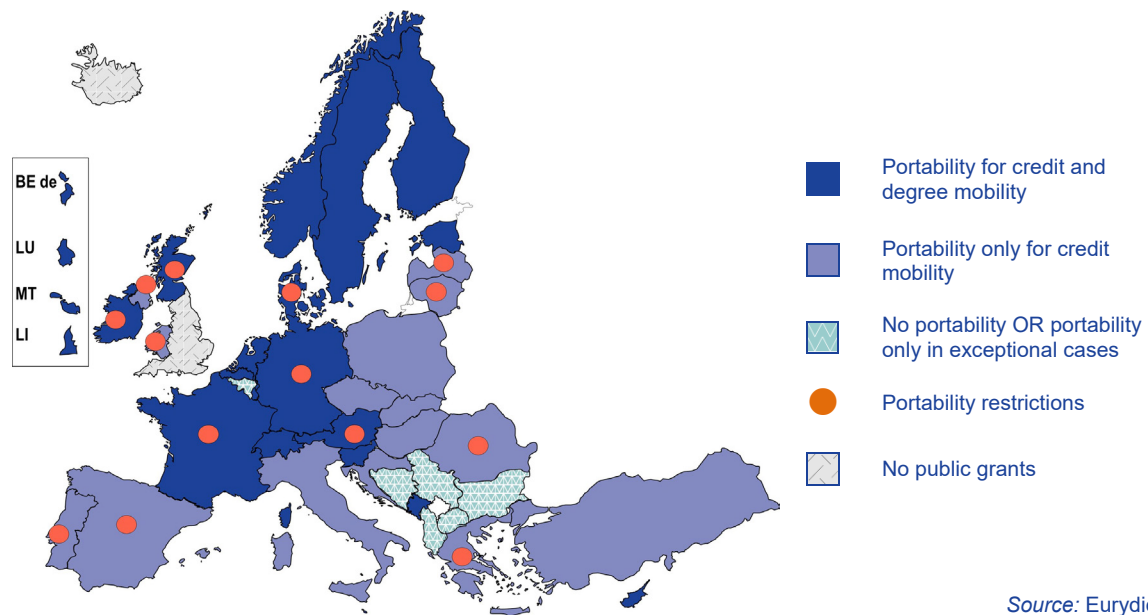 BE de
LU
MT
LI
Portability for credit and
degree mobility
Portability only for credit
mobility
No portability OR portability
only in exceptional cases
Portability restrictions
No public grants
Source: